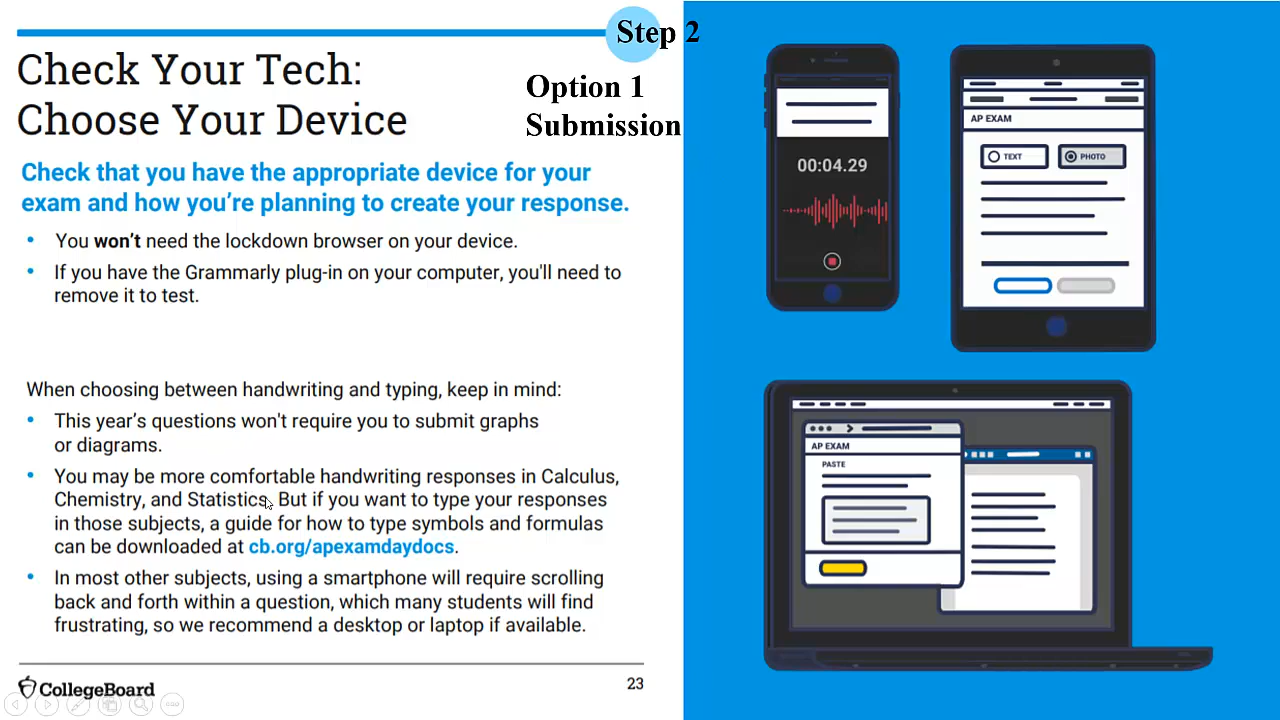 Step 2
Check Your Tech:
Choose Your Device
Option 1
Submission
Check that you have the appropriate device for your
exam and how you’re planning to create your response.
• You won’t need the lockdown browser on your device.
• If you have the Grammarly plug-in on your computer, you'll need to
remove it to test.
When choosing between handwriting and typing, keep in mind:
• This year’s questions won't require you to submit graphs
or diagrams.
• You may be more comfortable handwriting responses in Calculus,
Chemistry, and Statistics. But if you want to type your responses
in those subjects, a guide for how to type symbols and formulas
can be downloaded at cb.org/apexamdaydocs.
• In most other subjects, using a smartphone will require scrolling
back and forth within a question, which many students will find
frustrating, so we recommend a desktop or laptop if available.
CollegeBoard
23
00:04.29
AP EXAM
TEXT
PHOTO
AP EXAM
PASTE